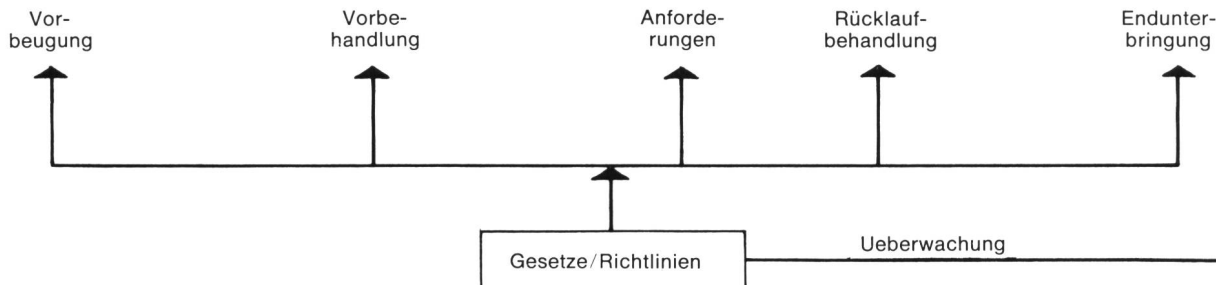 Vor-
beugung
Vorbe-
handlung
Anforde-
rungen
Rücklauf-
behandlung
Endunter-
bringung
Ueberwachung
Gesetze/Richtlinien